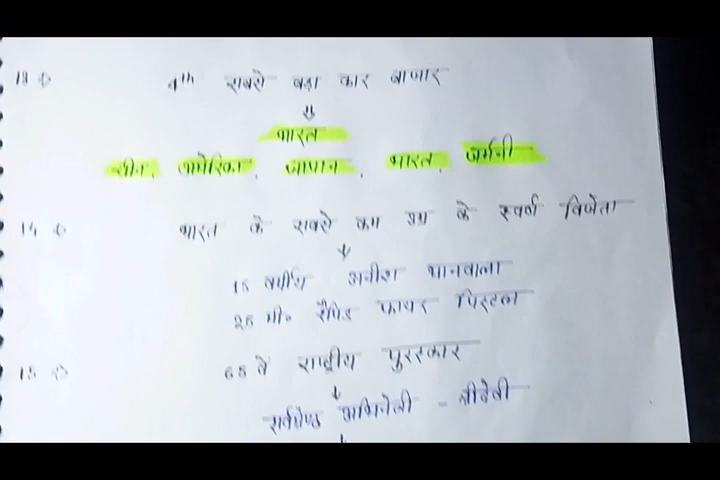 13 → 4th सबसे बड़ा कार बाजार
⇓
भारत
चीन, अमेरिका, जापान, भारत, जर्मनी
14 → भारत के सबसे कम उम्र के स्वर्ण विजेता
↓
15 वर्षीय अनीश भानवाला
25 मी० रैपिड फायर पिस्टल
15 → 65 वें राष्ट्रीय पुरस्कार
↓
सर्वश्रेष्ठ अभिनेत्री - श्रीदेवी
↓